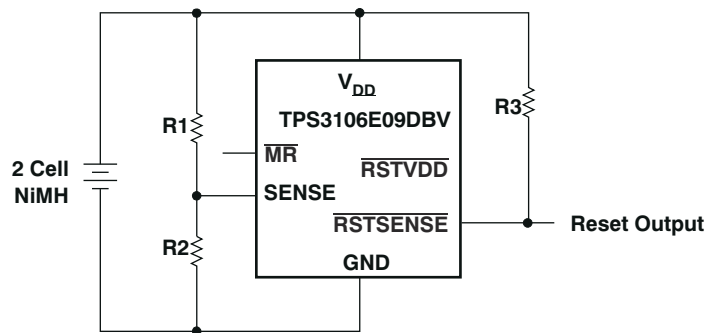 V_DD
R3
TPS3106E09DBV
R1
MR
RSTVDD
2 Cell
NiMH
SENSE
RSTSENSE
Reset Output
R2
GND